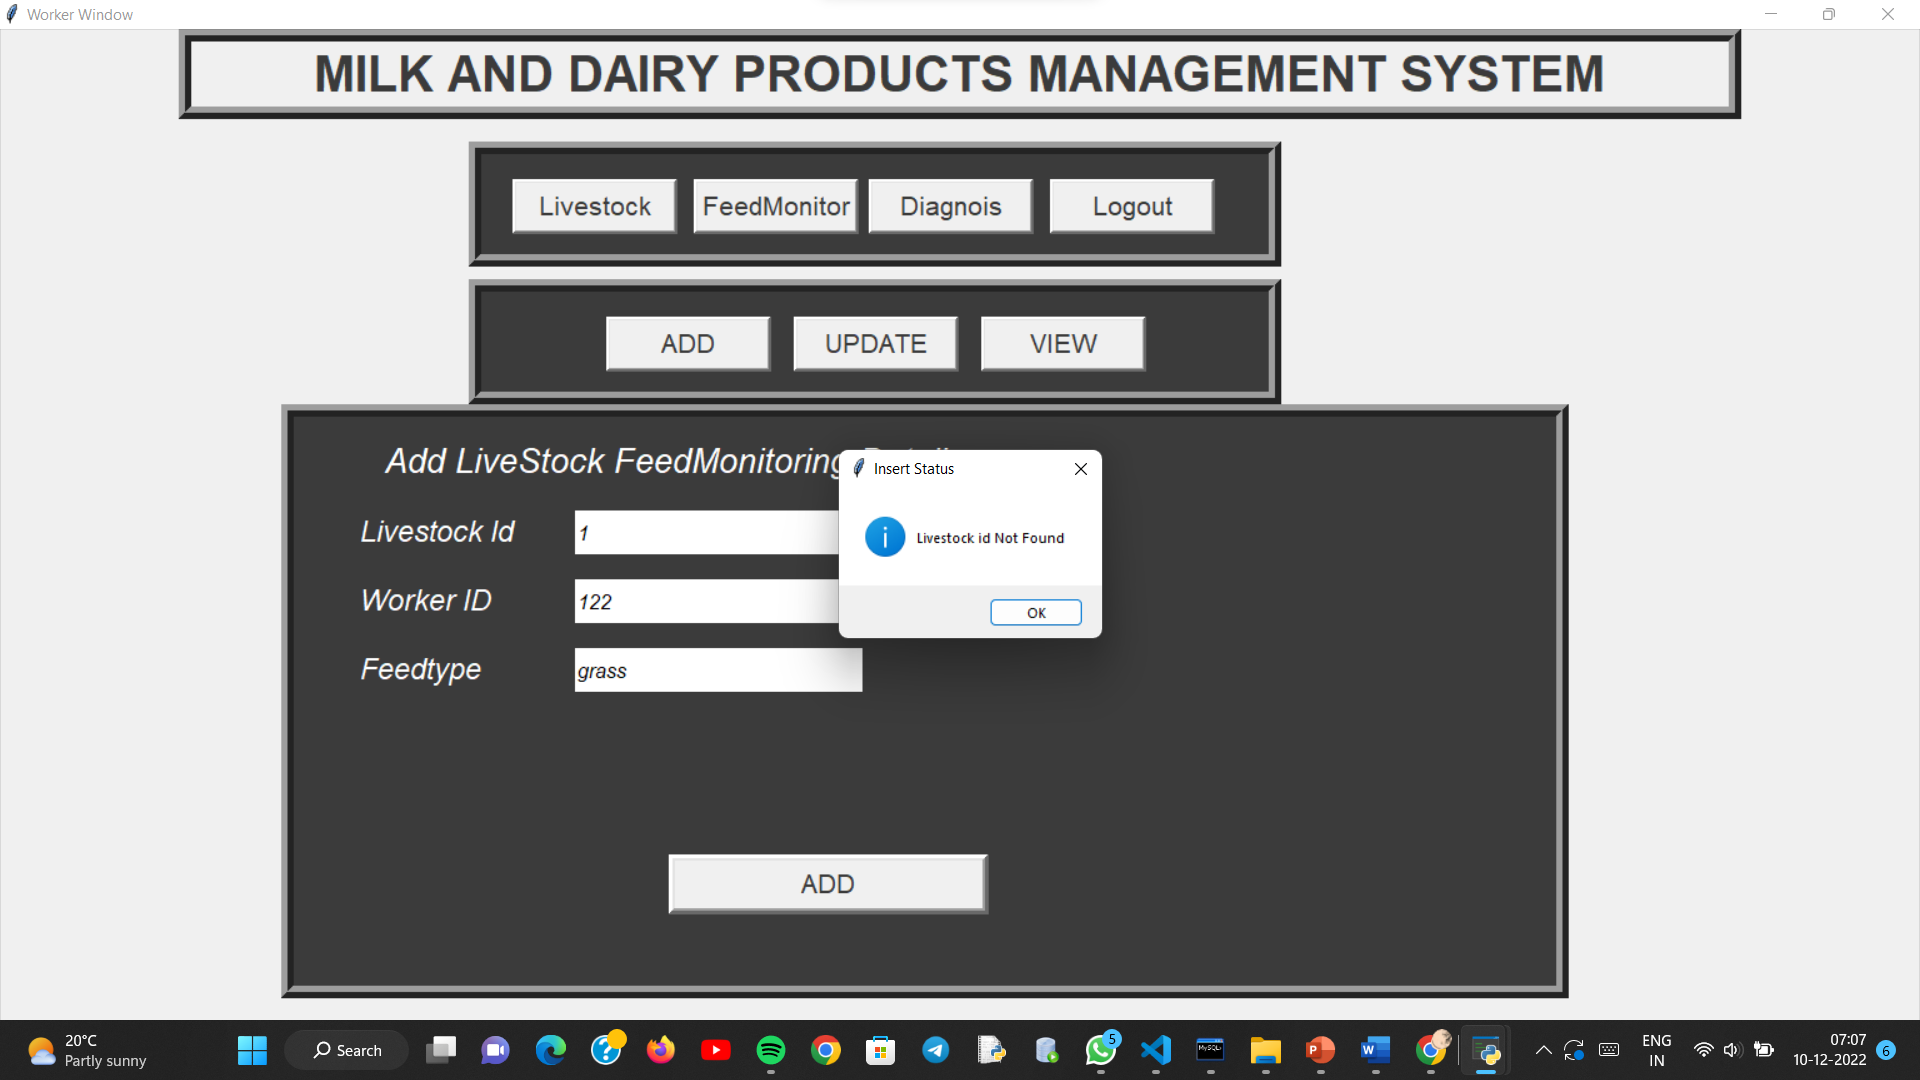 Worker Window
MILK AND DAIRY PRODUCTS MANAGEMENT SYSTEM
Livestock FeedMonitor Diagnois Logout
ADD UPDATE VIEW
Add LiveStock FeedMonitoring
Insert Status
Livestock id Not Found
OK
Livestock Id 1
Worker ID 122
Feedtype grass
ADD
20°C
Partly sunny
Search
5
MySQL
ENG
IN
07:07
10-12-2022
6